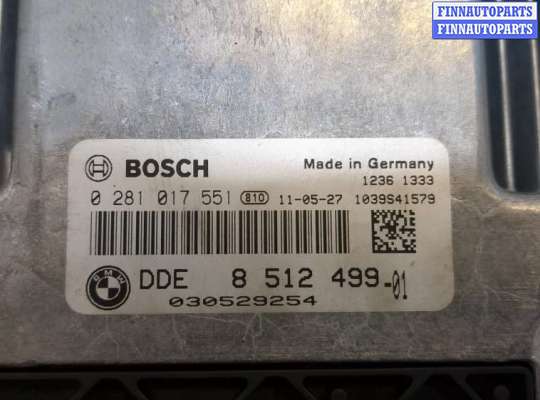 FINNAUTOPARTS
FINNAUTOPARTS
BOSCH
Made in Germany
1236 1333
0 281 017 551 810 11-05-27 1039S41579
BMW
DDE 8 512 499-01
030529254